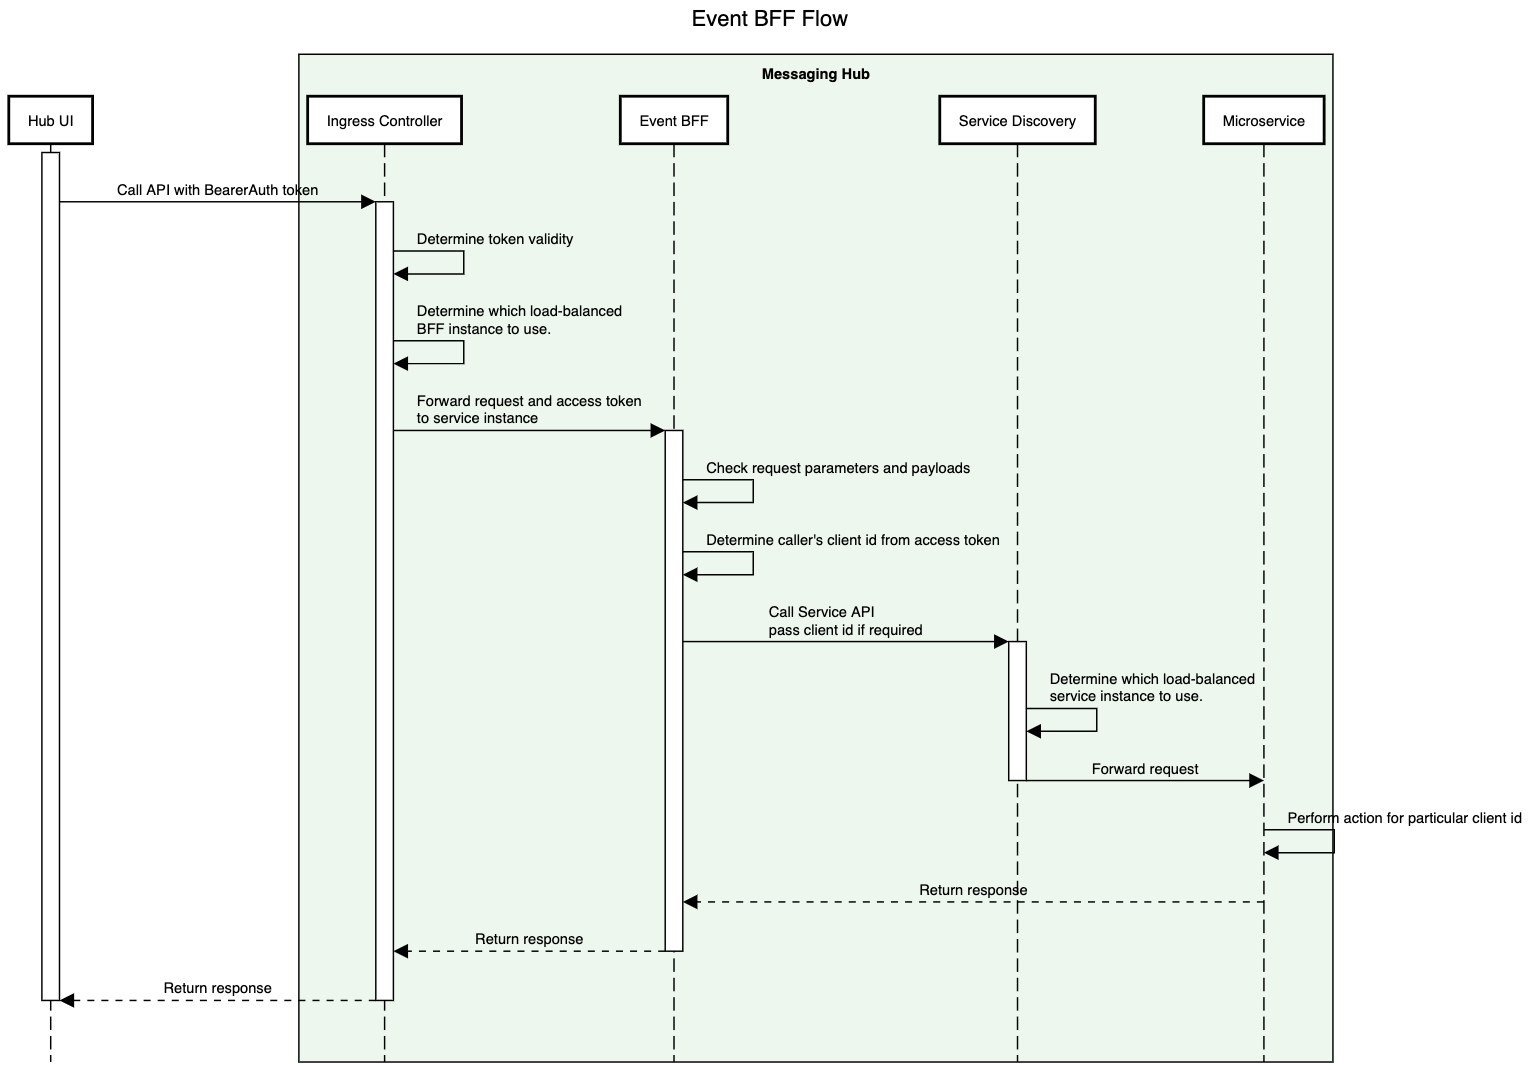 Event BFF Flow
Messaging Hub
Hub UI
Ingress Controller
Event BFF
Service Discovery
Microservice
Call API with BearerAuth token
Determine token validity
Determine which load-balanced
BFF instance to use.
Forward request and access token
to service instance
Check request parameters and payloads
Determine caller's client id from access token
Call Service API
pass client id if required
Determine which load-balanced
service instance to use.
Forward request
Perform action for particular client id
Return response
Return response
Return response